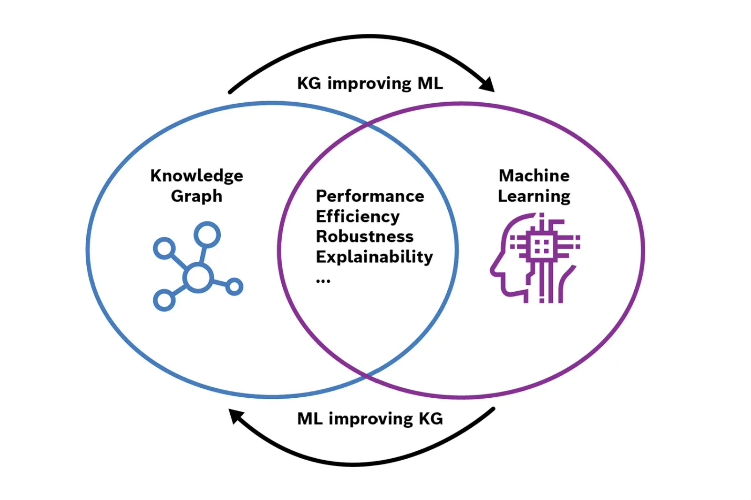 KG improving ML
Knowledge
Graph
Performance
Efficiency
Robustness
Explainability
...
Machine
Learning
ML improving KG